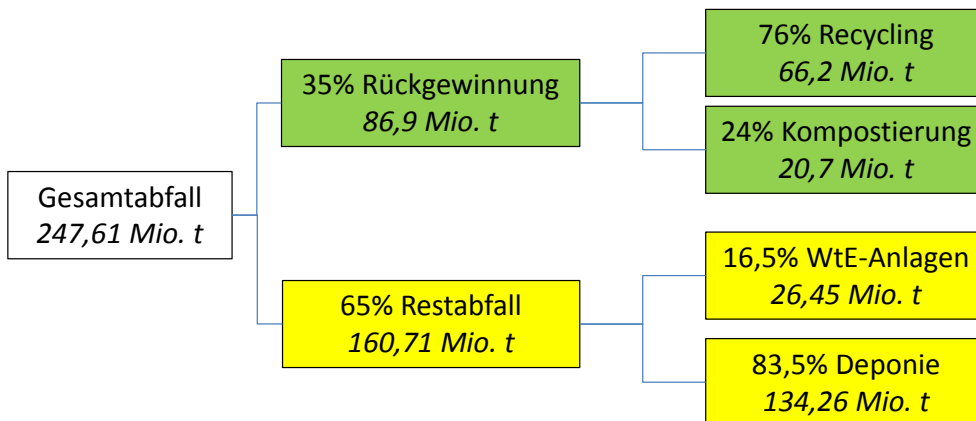 Gesamtabfall
247,61 Mio. t
35% Rückgewinnung
86,9 Mio. t
76% Recycling
66,2 Mio. t
24% Kompostierung
20,7 Mio. t
65% Restabfall
160,71 Mio. t
16,5% WtE-Anlagen
26,45 Mio. t
83,5% Deponie
134,26 Mio. t